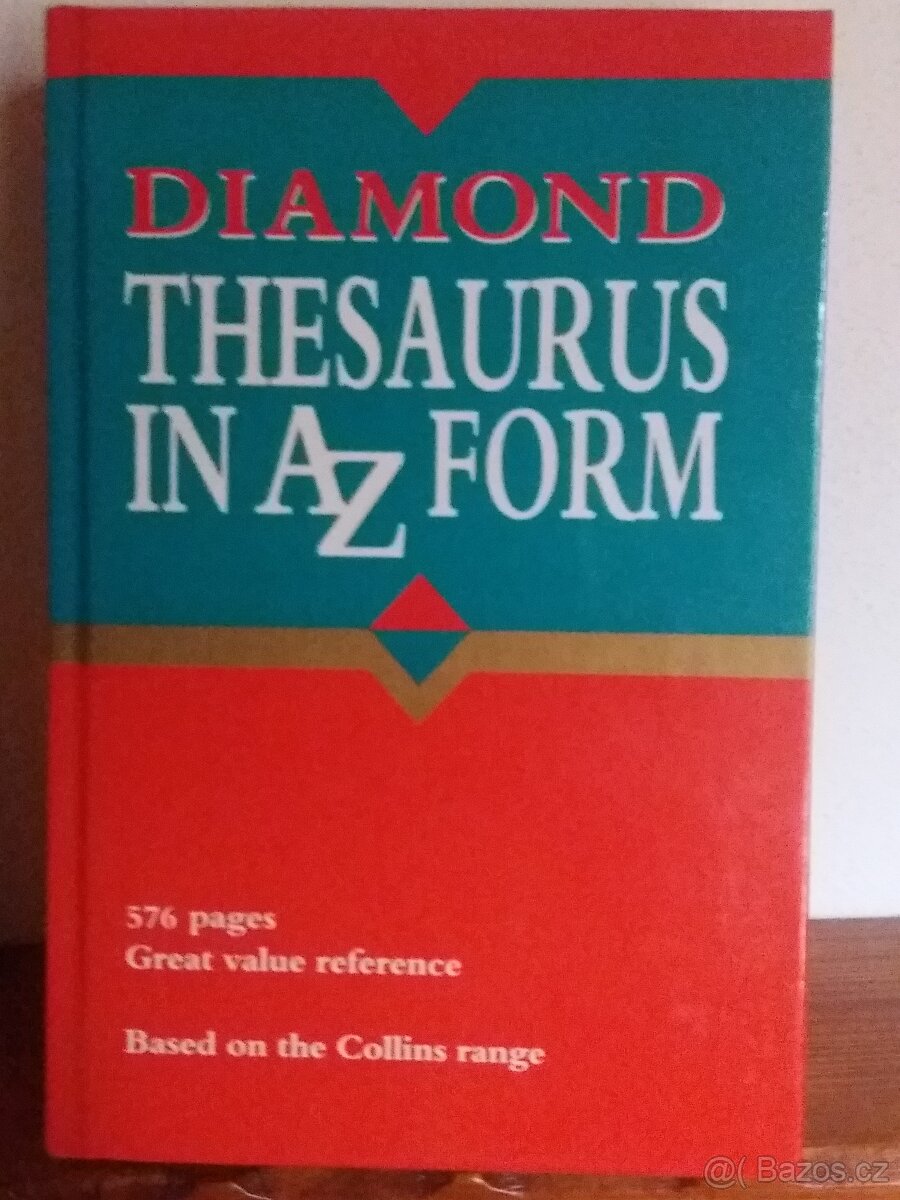 DIAMOND
THESAURUS
IN AZ FORM
576 pages
Great value reference
Based on the Collins range
@( Bazos.cz